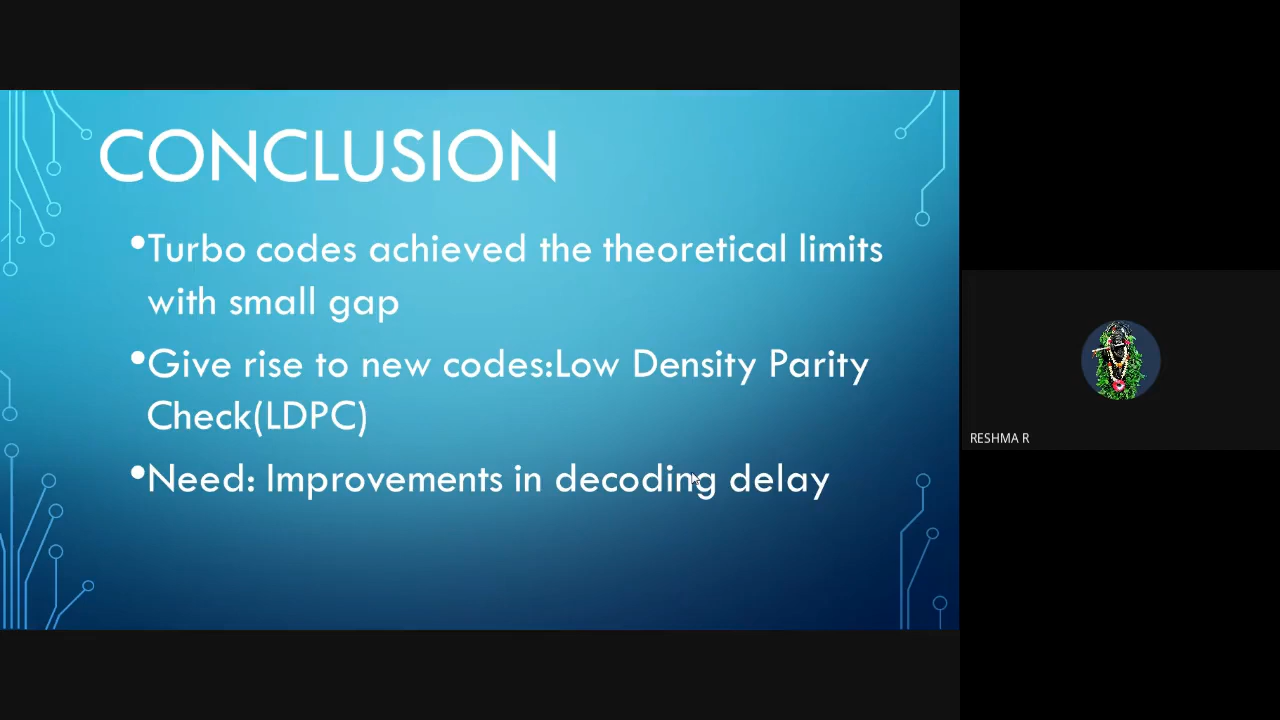 CONCLUSION
•Turbo codes achieved the theoretical limits
with small gap
•Give rise to new codes:Low Density Parity
Check(LDPC)
•Need: Improvements in decoding delay
RESHMA R